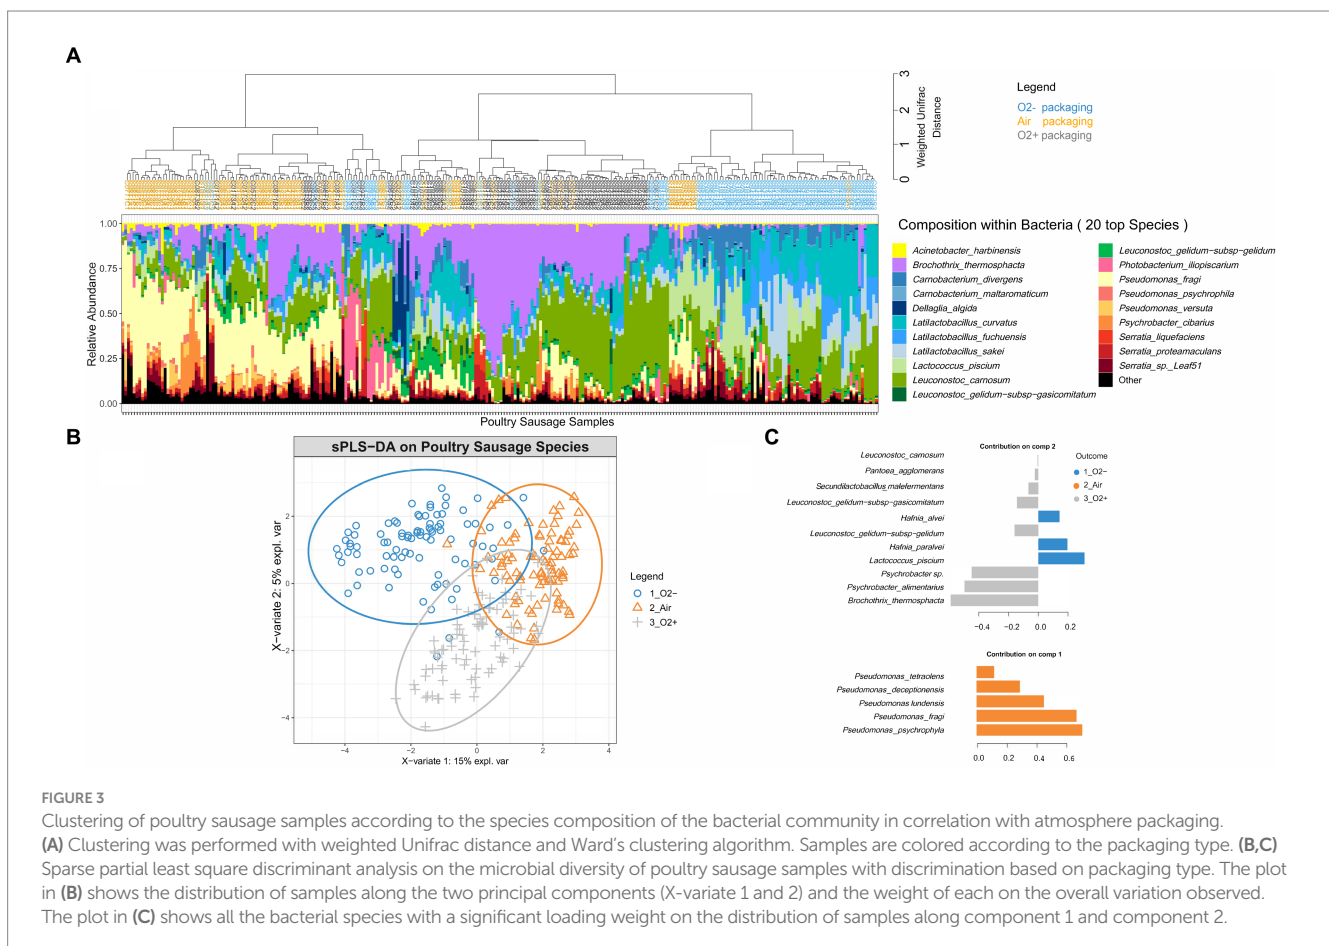 A
3
2
1
0
Weighted Unifrac
Distance
Legend
O2- packaging
Air packaging
O2+ packaging
1.00
0.75
0.50
0.25
0.00
Relative Abundance
Poultry Sausage Samples
Composition within Bacteria ( 20 top Species )
Acinetobacter_harbinensis
Brochothrix_thermosphacta
Carnobacterium_divergens
Carnobacterium_maltaromaticum
Dellaglia_algida
Latilactobacillus_curvatus
Latilactobacillus_fuchuensis
Latilactobacillus_sakei
Lactococcus_piscium
Leuconostoc_carnosum
Leuconostoc_gelidum-subsp-gasicomitatum
Leuconostoc_gelidum-subsp-gelidum
Photobacterium_iliopiscarium
Pseudomonas_fragi
Pseudomonas_psychrophila
Pseudomonas_versuta
Psychrobacter_cibarius
Serratia_liquefaciens
Serratia_proteamaculans
Serratia_sp._Leaf51
Other
B
sPLS-DA on Poultry Sausage Species
X-variate 2: 5% expl. var
2
0
-2
-4
-4
-2
0
2
4
X-variate 1: 15% expl. var
Legend
1_O2-
2_Air
3_O2+
C
Contribution on comp 2
Leuconostoc_carnosum
Pantoea_agglomerans
Secundilactobacillus_malefermentans
Leuconostoc_gelidum-subsp-gasicomitatum
Hafnia_alvei
Leuconostoc_gelidum-subsp-gelidum
Hafnia_paralvei
Lactococcus_piscium
Psychrobacter sp.
Psychrobacter_alimentarius
Brochothrix_thermosphacta
-0.4 -0.2 0.0 0.2
Outcome
1_O2-
2_Air
3_O2+
Contribution on comp 1
Pseudomonas_tetraolens
Pseudomonas_deceptionensis
Pseudomonas lundensis
Pseudomonas_fragi
Pseudomonas_psychrophyla
0.0 0.2 0.4 0.6
FIGURE 3
Clustering of poultry sausage samples according to the species composition of the bacterial community in correlation with atmosphere packaging.
(A) Clustering was performed with weighted Unifrac distance and Ward's clustering algorithm. Samples are colored according to the packaging type. (B,C)
Sparse partial least square discriminant analysis on the microbial diversity of poultry sausage samples with discrimination based on packaging type. The plot
in (B) shows the distribution of samples along the two principal components (X-variate 1 and 2) and the weight of each on the overall variation observed.
The plot in (C) shows all the bacterial species with a significant loading weight on the distribution of samples along component 1 and component 2.